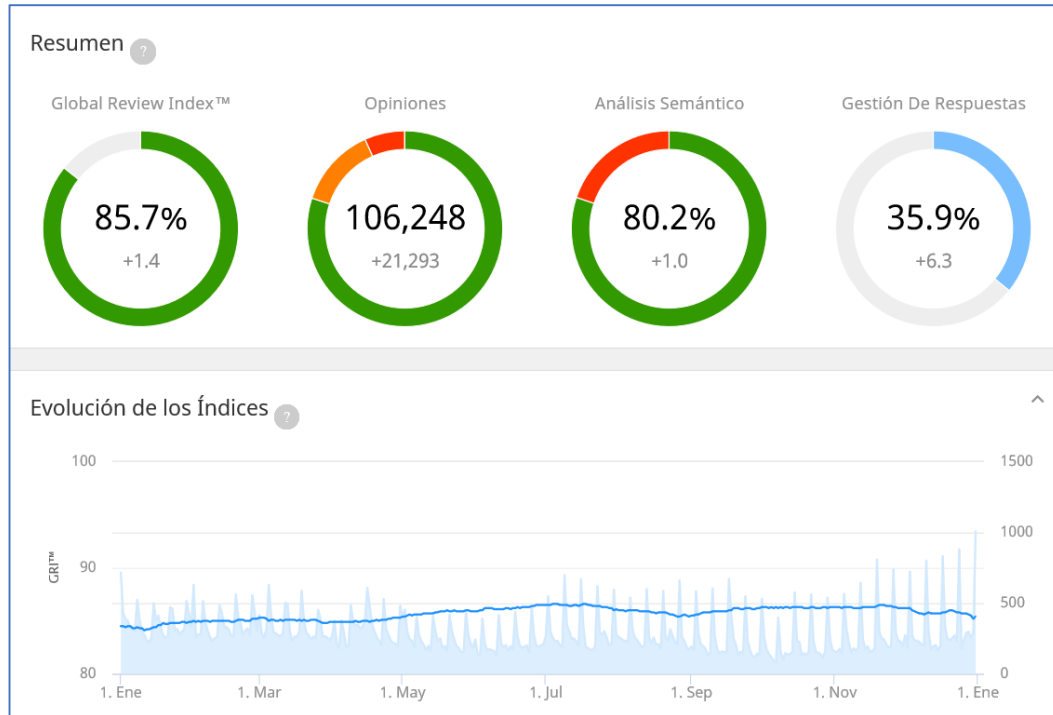 Resumen ?
Global Review Index™ Opiniones Análisis Semántico Gestión De Respuestas
85.7% 106,248 80.2% 35.9%
+1.4 +21,293 +1.0 +6.3
Evolución de los Índices ?
100 1500
1000
GRI™ 90
500
80 0
1. Ene 1. Mar 1. May 1. Jul 1. Sep 1. Nov 1. Ene